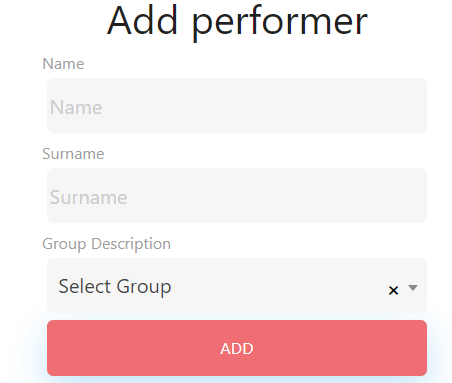 Add performer
Name
Name
Surname
Surname
Group Description
Select Group ×
ADD